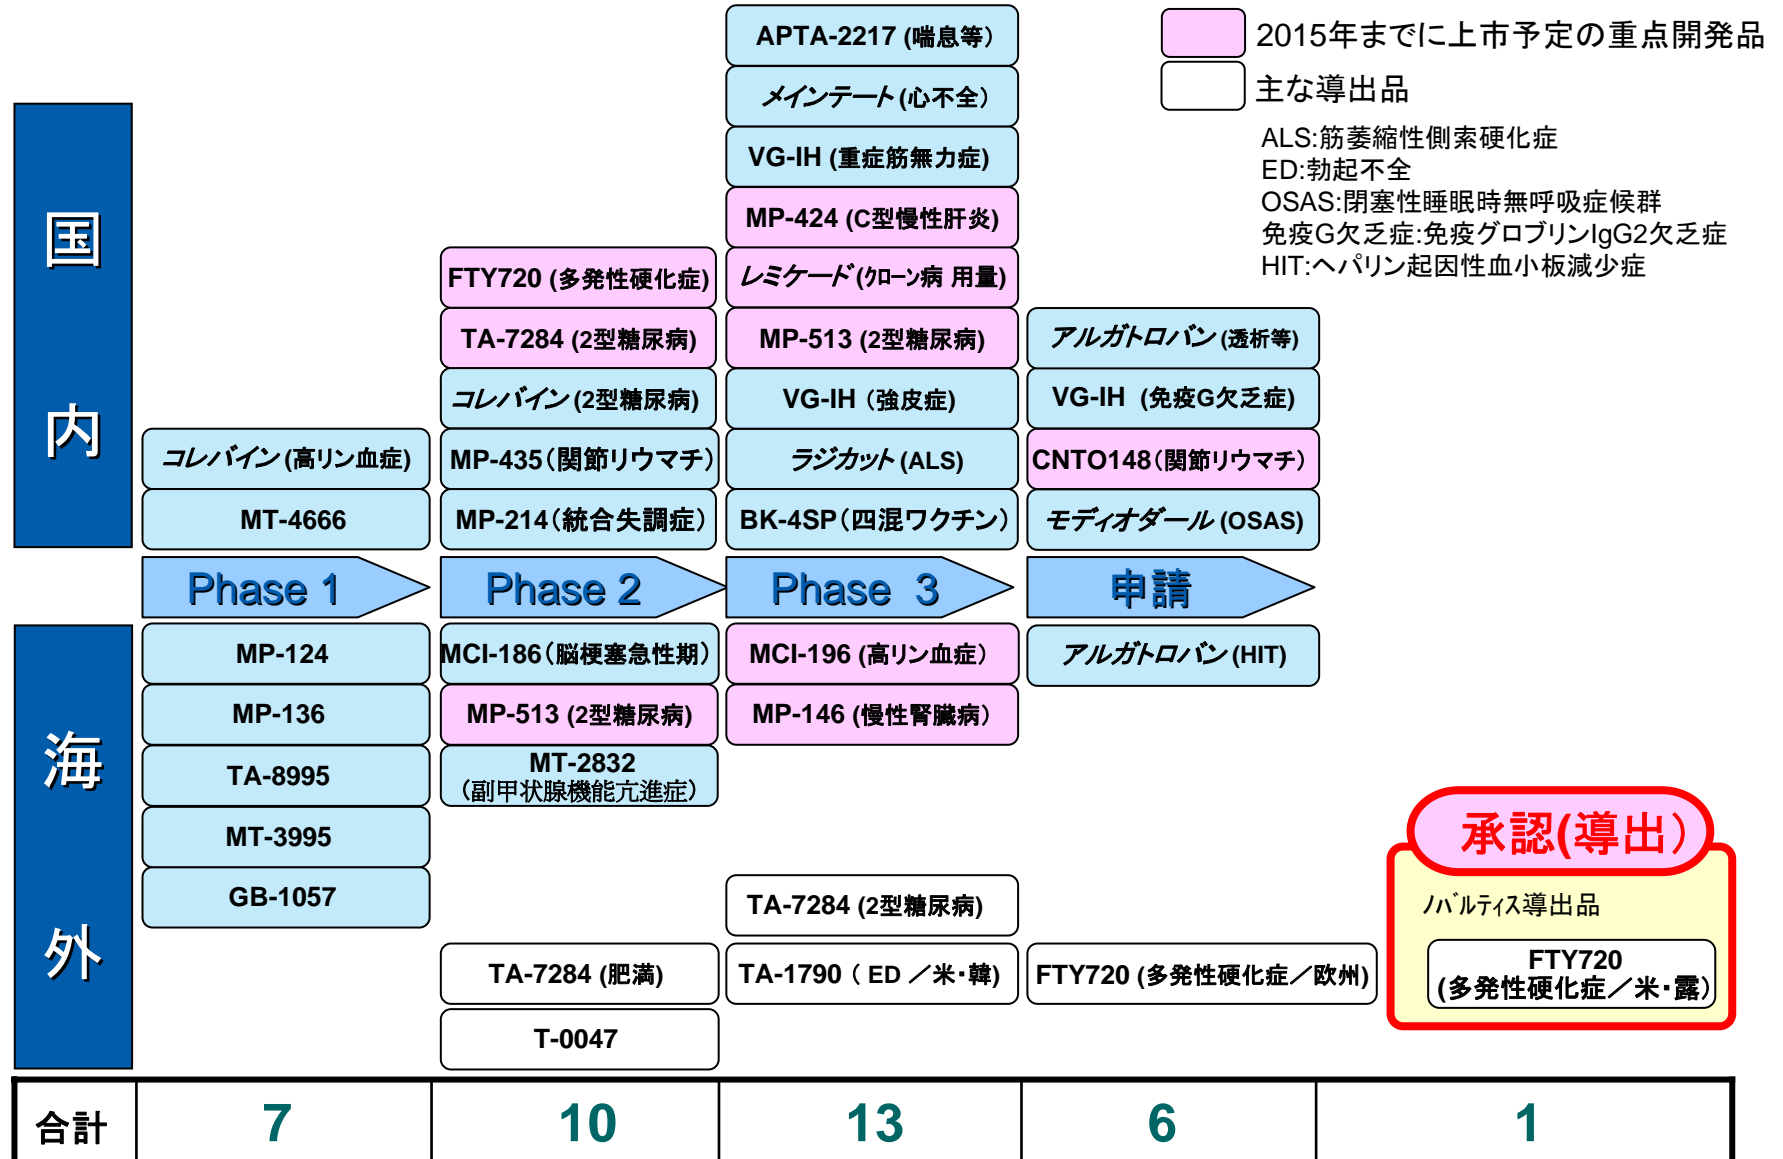 2015年までに上市予定の重点開発品
主な導出品
ALS:筋萎縮性側索硬化症
ED:勃起不全
OSAS:閉塞性睡眠時無呼吸症候群
免疫G欠乏症:免疫グロブリンIgG2欠乏症
HIT:ヘパリン起因性血小板減少症
国内
コレバイン (高リン血症)
MT-4666
FTY720 (多発性硬化症)
TA-7284 (2型糖尿病)
コレバイン (2型糖尿病)
MP-435(関節リウマチ)
MP-214(統合失調症)
APTA-2217 (喘息等)
メインテート (心不全)
VG-IH (重症筋無力症)
MP-424 (C型慢性肝炎)
レミケード (クローン病 用量)
MP-513 (2型糖尿病)
VG-IH (強皮症)
ラジカット (ALS)
BK-4SP(四混ワクチン)
アルガトロバン (透析等)
VG-IH (免疫G欠乏症)
CNTO148(関節リウマチ)
モディオダール (OSAS)
Phase 1
Phase 2
Phase 3
申請
海外
MP-124
MP-136
TA-8995
MT-3995
GB-1057
MCI-186(脳梗塞急性期)
MP-513 (2型糖尿病)
MT-2832
(副甲状腺機能亢進症)
TA-7284 (肥満)
T-0047
MCI-196 (高リン血症)
MP-146 (慢性腎臓病)
TA-7284 (2型糖尿病)
TA-1790 ( ED /米・韓)
アルガトロバン (HIT)
FTY720 (多発性硬化症/欧州)
承認(導出)
ノバルティス導出品
FTY720
(多発性硬化症/米・露)
合計 7 10 13 6 1